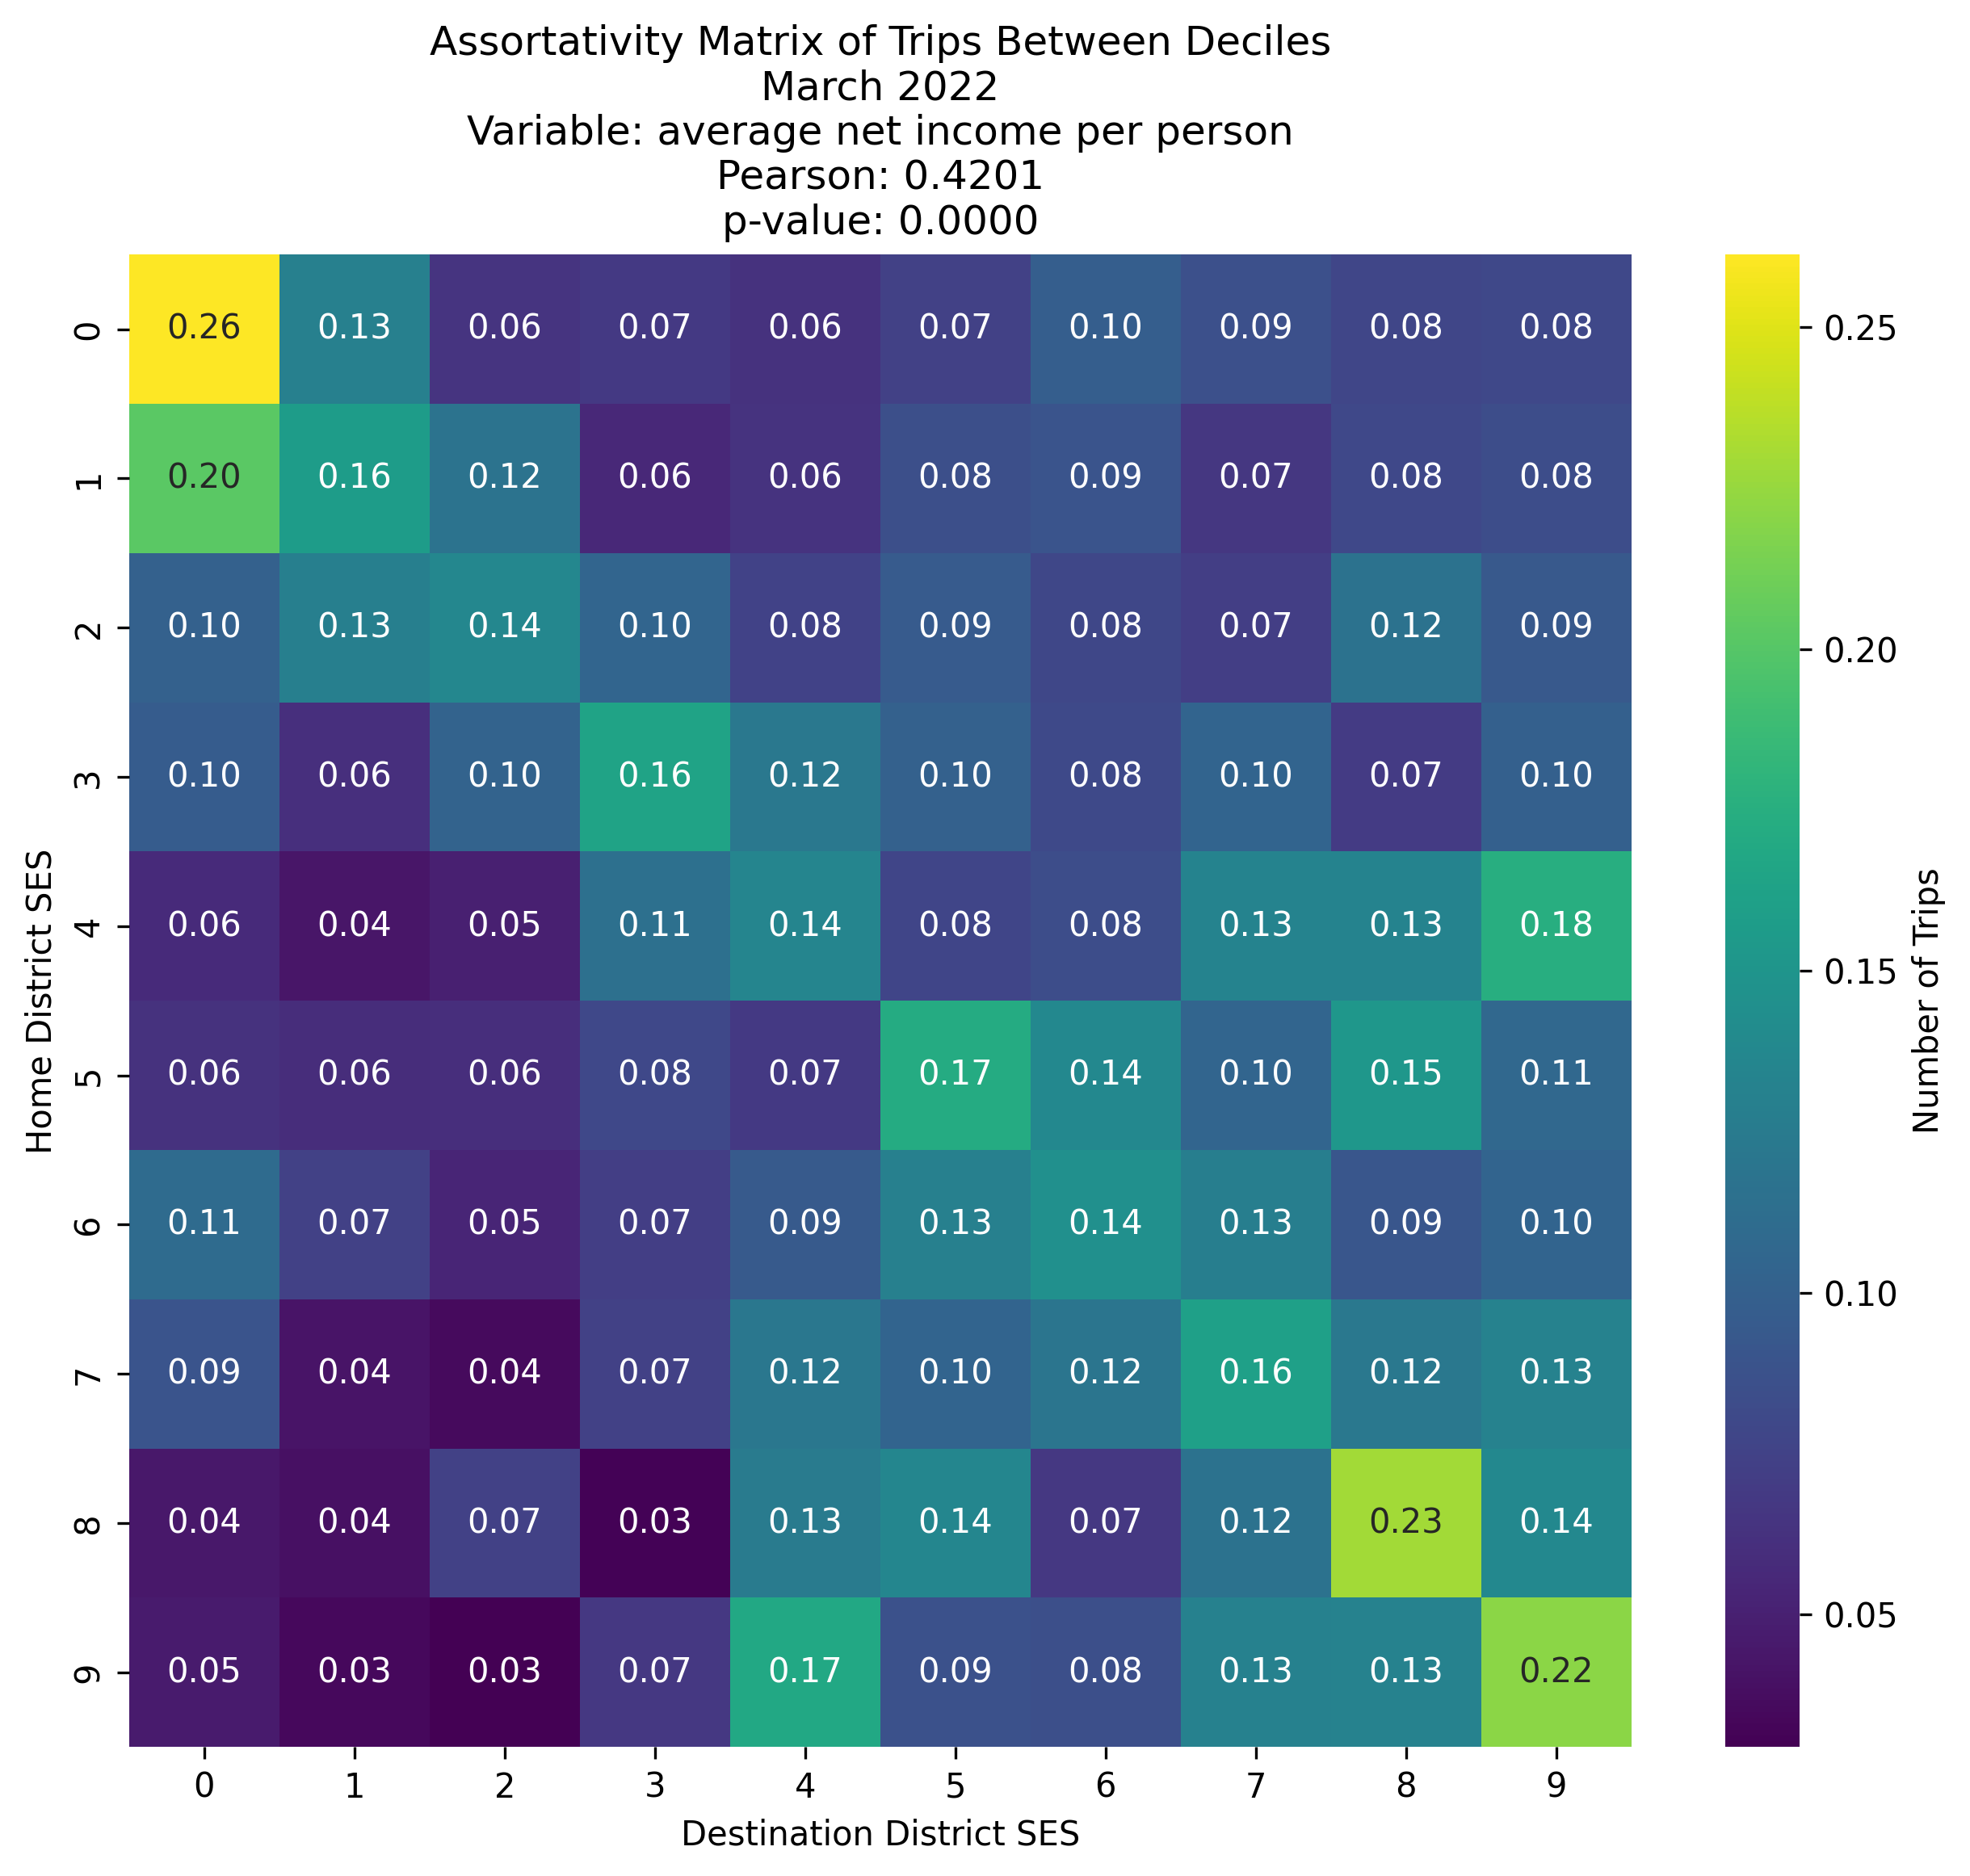 Assortativity Matrix of Trips Between Deciles
March 2022
Variable: average net income per person
Pearson: 0.4201
p-value: 0.0000
0 0.26 0.13 0.06 0.07 0.06 0.07 0.10 0.09 0.08 0.08
1 0.20 0.16 0.12 0.06 0.06 0.08 0.09 0.07 0.08 0.08
2 0.10 0.13 0.14 0.10 0.08 0.09 0.08 0.07 0.12 0.09
3 0.10 0.06 0.10 0.16 0.12 0.10 0.08 0.10 0.07 0.10
4 0.06 0.04 0.05 0.11 0.14 0.08 0.08 0.13 0.13 0.18
5 0.06 0.06 0.06 0.08 0.07 0.17 0.14 0.10 0.15 0.11
6 0.11 0.07 0.05 0.07 0.09 0.13 0.14 0.13 0.09 0.10
7 0.09 0.04 0.04 0.07 0.12 0.10 0.12 0.16 0.12 0.13
8 0.04 0.04 0.07 0.03 0.13 0.14 0.07 0.12 0.23 0.14
9 0.05 0.03 0.03 0.07 0.17 0.09 0.08 0.13 0.13 0.22
0 1 2 3 4 5 6 7 8 9
Destination District SES
Home District SES
0.25
0.20
0.15
0.10
0.05
Number of Trips